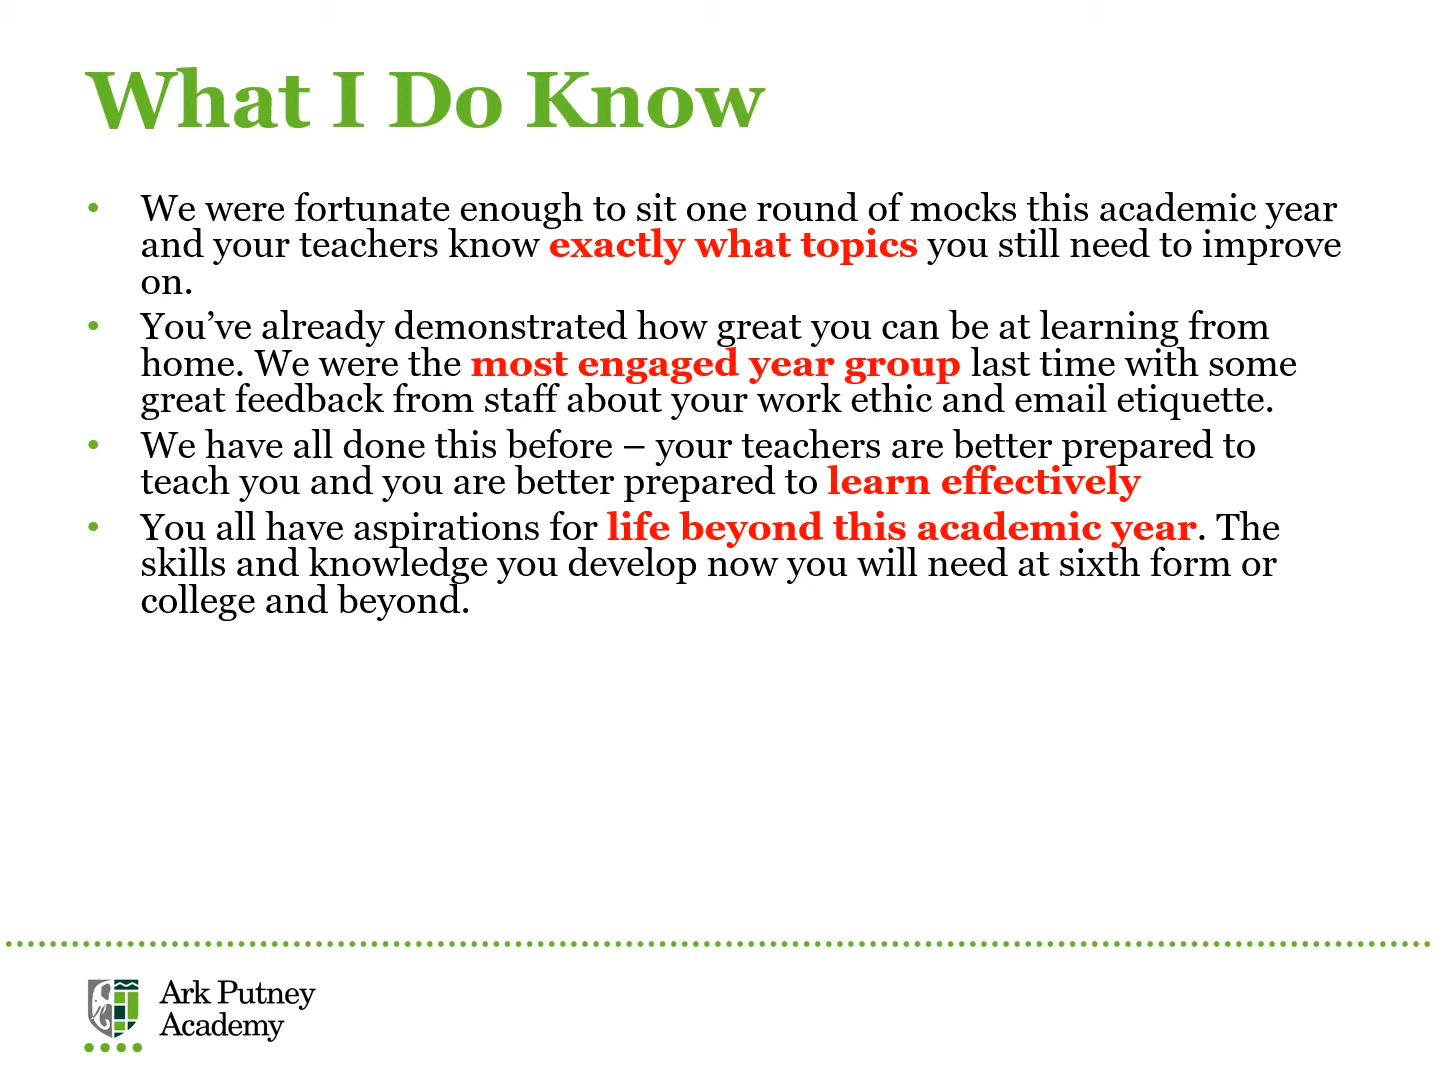 What I Do Know
• We were fortunate enough to sit one round of mocks this academic year
and your teachers know exactly what topics you still need to improve
on.
• You’ve already demonstrated how great you can be at learning from
home. We were the most engaged year group last time with some
great feedback from staff about your work ethic and email etiquette.
• We have all done this before – your teachers are better prepared to
teach you and you are better prepared to learn effectively
• You all have aspirations for life beyond this academic year. The
skills and knowledge you develop now you will need at sixth form or
college and beyond.
Ark Putney
Academy